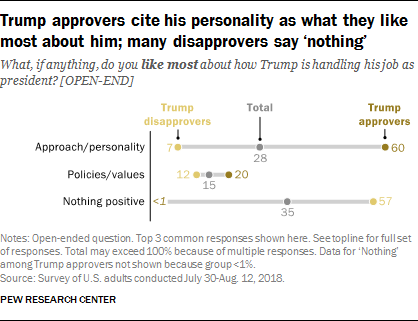 Trump approvers cite his personality as what they like
most about him; many disapprovers say ‘nothing’
What, if anything, do you like most about how Trump is handling his job as
president? [OPEN-END]
Trump disapprovers Total Trump approvers
Approach/personality 7 28 60
Policies/values 12 15 20
Nothing positive <1 35 57
Notes: Open-ended question. Top 3 common responses shown here. See topline for full set
of responses. Total may exceed 100% because of multiple responses. Data for ‘Nothing’
among Trump approvers not shown because group <1%.
Source: Survey of U.S. adults conducted July 30-Aug. 12, 2018.
PEW RESEARCH CENTER